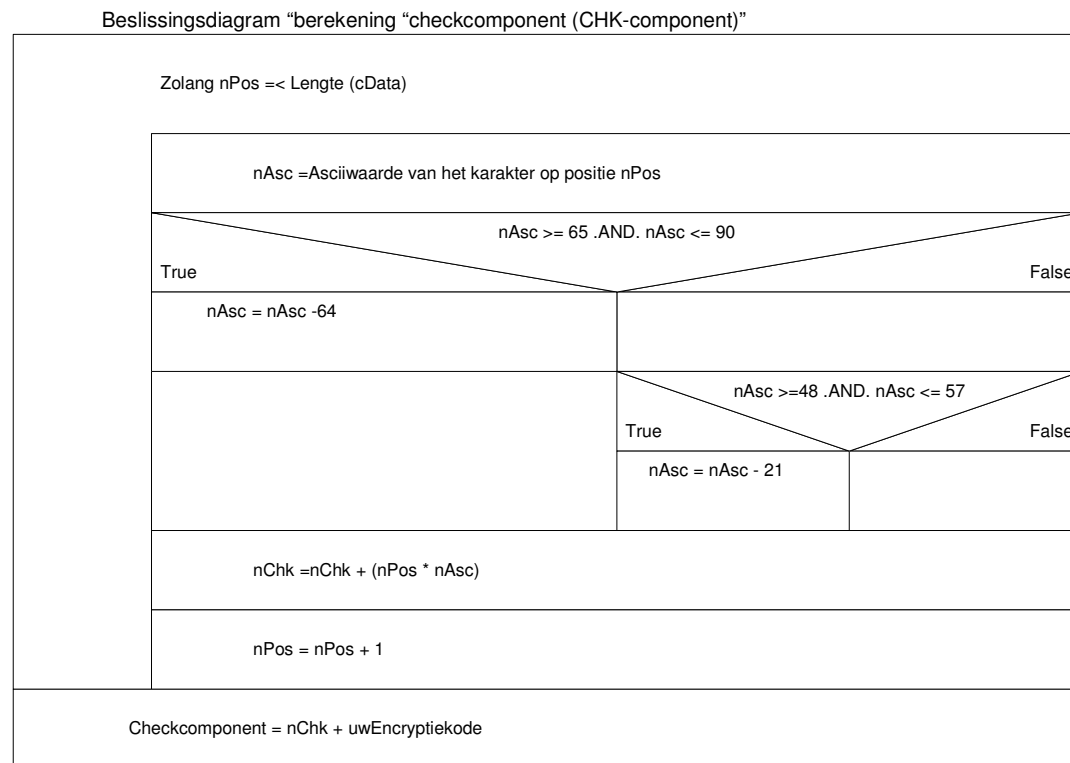 Beslissingsdiagram “berekening “checkcomponent (CHK-component)”
Zolang nPos =< Lengte (cData)
nAsc =Asciiwaarde van het karakter op positie nPos
nAsc >= 65 .AND. nAsc <= 90
True
False
nAsc = nAsc -64
nAsc >=48 .AND. nAsc <= 57
True
False
nAsc = nAsc - 21
nChk =nChk + (nPos * nAsc)
nPos = nPos + 1
Checkcomponent = nChk + uwEncryptiekode